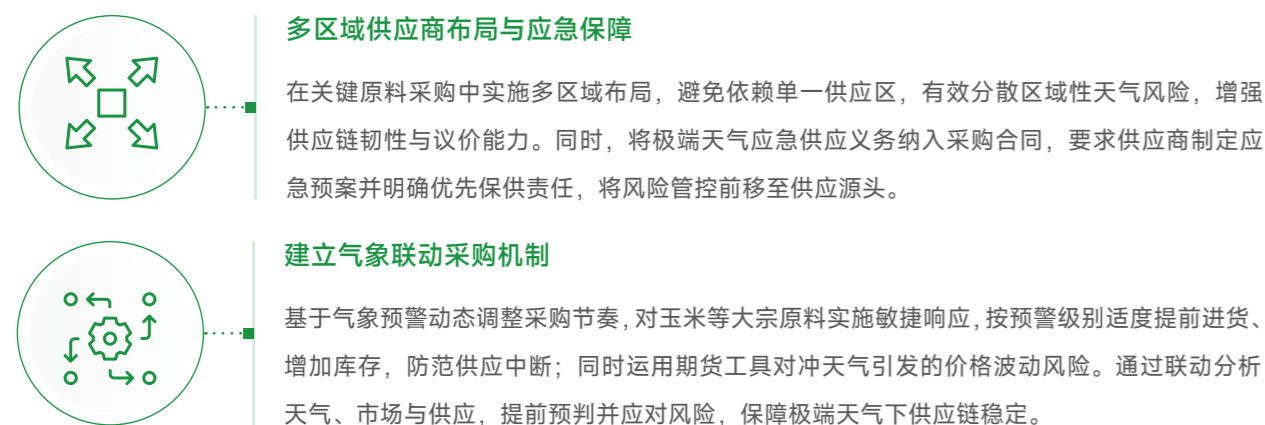 多区域供应商布局与应急保障
在关键原料采购中实施多区域布局，避免依赖单一供应区，有效分散区域性天气风险，增强
供应链韧性与议价能力。同时，将极端天气应急供应义务纳入采购合同，要求供应商制定应
急预案并明确优先保供责任，将风险管控前移至供应源头。
建立气象联动采购机制
基于气象预警动态调整采购节奏，对玉米等大宗原料实施敏捷响应，按预警级别适度提前进货、
增加库存，防范供应中断；同时运用期货工具对冲天气引发的价格波动风险。通过联动分析
天气、市场与供应，提前预判并应对风险，保障极端天气下供应链稳定。